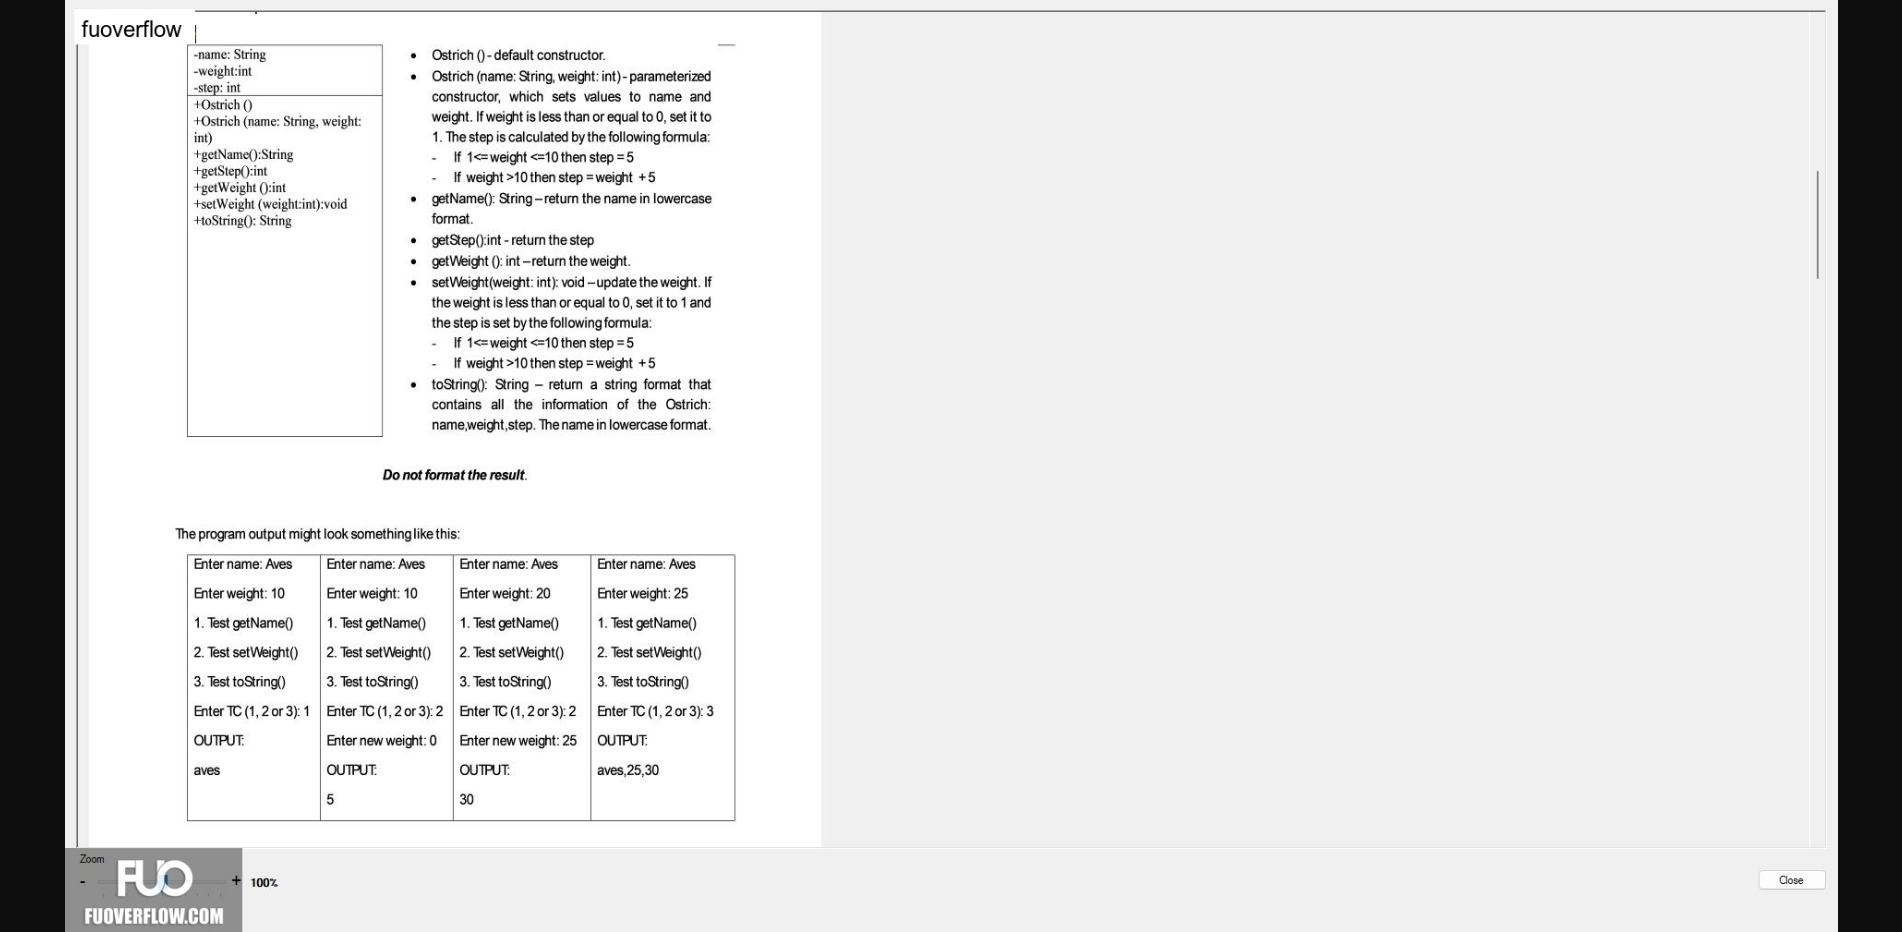 fuoverflow
-name: String
-weight:int
-step: int
+Ostrich ()
+Ostrich (name: String, weight:
int)
+getName():String
+getStep():int
+getWeight ():int
+setWeight (weight:int):void
+toString(): String
• Ostrich () - default constructor.
• Ostrich (name: String, weight: int) - parameterized
constructor, which sets values to name and
weight. If weight is less than or equal to 0, set it to
1. The step is calculated by the following formula:
- If 1<= weight <=10 then step = 5
- If weight >10 then step = weight + 5
• getName(): String – return the name in lowercase
format.
• getStep():int - return the step
• getWeight (): int – return the weight.
• setWeight(weight: int): void – update the weight. If
the weight is less than or equal to 0, set it to 1 and
the step is set by the following formula:
- If 1<= weight <=10 then step = 5
- If weight >10 then step = weight + 5
• toString(): String – return a string format that
contains all the information of the Ostrich:
name,weight,step. The name in lowercase format.
Do not format the result.
The program output might look something like this:
Enter name: Aves
Enter weight: 10
1. Test getName()
2. Test setWeight()
3. Test toString()
Enter TC (1, 2 or 3): 1
OUTPUT:
aves
Enter name: Aves
Enter weight: 10
1. Test getName()
2. Test setWeight()
3. Test toString()
Enter TC (1, 2 or 3): 2
Enter new weight: 0
OUTPUT:
5
Enter name: Aves
Enter weight: 20
1. Test getName()
2. Test setWeight()
3. Test toString()
Enter TC (1, 2 or 3): 2
Enter new weight: 25
OUTPUT:
30
Enter name: Aves
Enter weight: 25
1. Test getName()
2. Test setWeight()
3. Test toString()
Enter TC (1, 2 or 3): 3
OUTPUT:
aves,25,30
Zoom
- + 100%
FUO
FUOVERFLOW.COM
Close